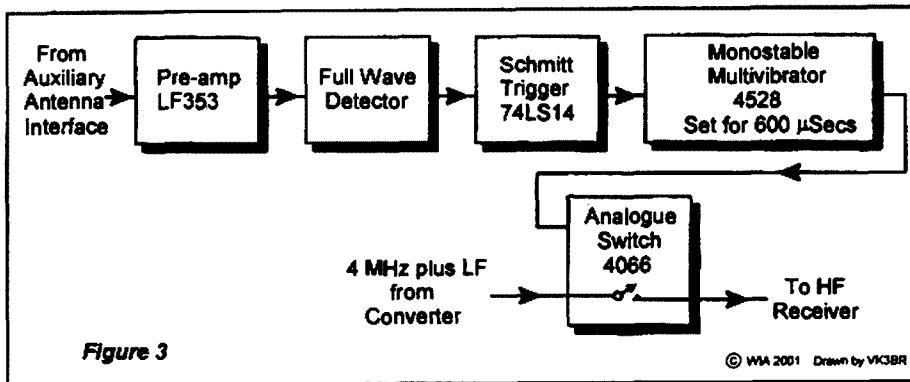 From
Auxiliary
Antenna
Interface
Pre-amp
LF353
Full Wave
Detector
Schmitt
Trigger
74LS14
Monostable
Multivibrator
4528
Set for 600 µSecs
Analogue
Switch
4066
4 MHz plus LF
from
Converter
To HF
Receiver
Figure 3
© WIA 2001 Drawn by VK3BR